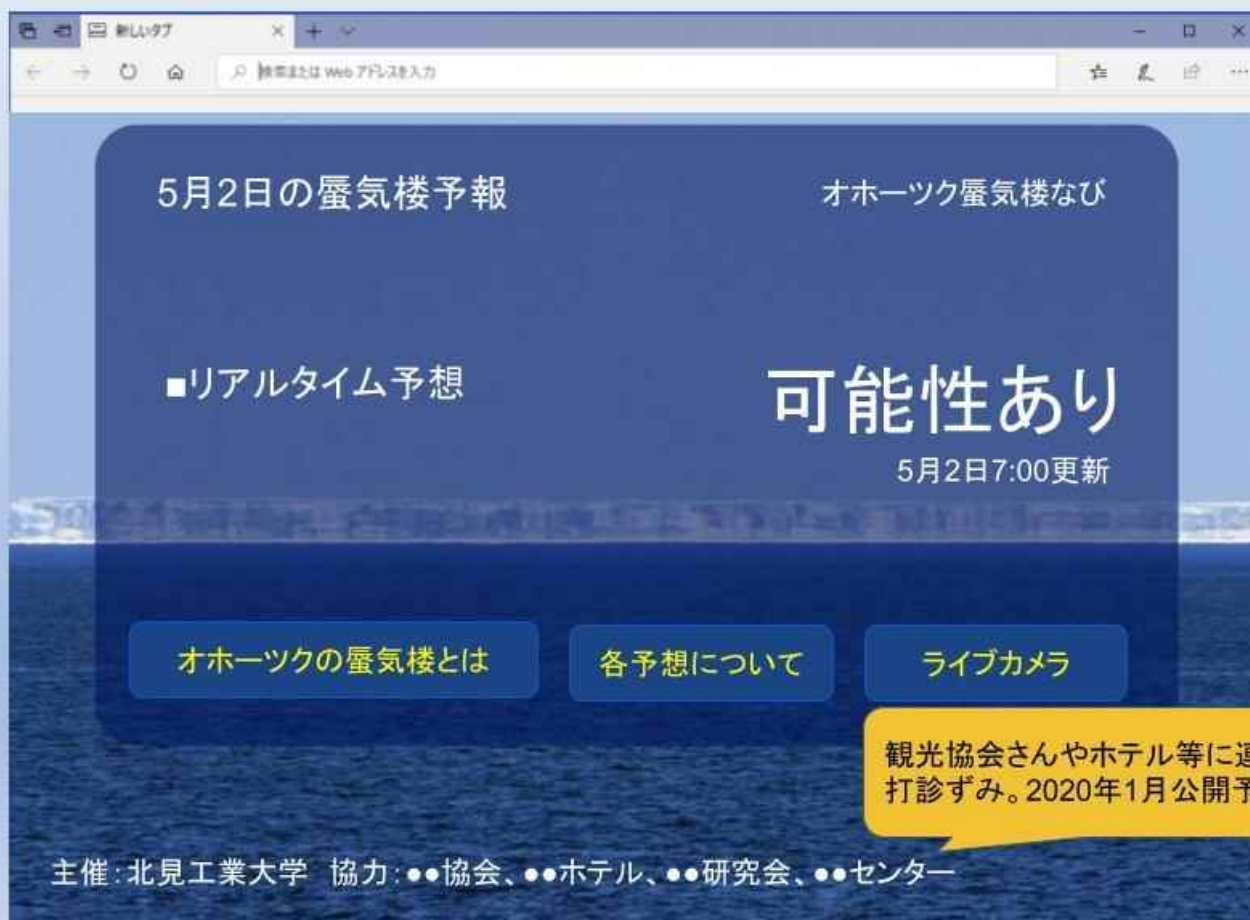 新しいタブ
検索または Web アドレスを入力
5月2日の蜃気楼予報
オホーツク蜃気楼なび
■リアルタイム予想
可能性あり
5月2日7:00更新
オホーツクの蜃気楼とは
各予想について
ライブカメラ
観光協会さんやホテル等に連
打診ずみ。2020年1月公開予
主催:北見工業大学 協力:●●協会、●●ホテル、●●研究会、●●センター